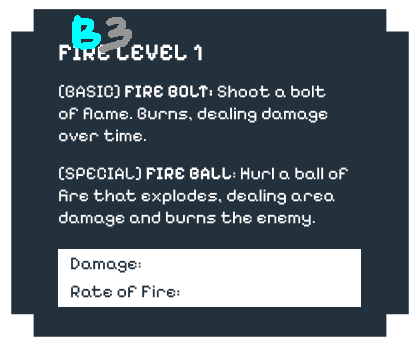 B3
FIRE LEVEL 1
(BASIC) FIRE BOLT: Shoot a bolt
of flame. Burns, dealing damage
over time.
(SPECIAL) FIRE BALL: Hurl a ball of
fire that explodes, dealing area
damage and burns the enemy.
Damage:
Rate of Fire: